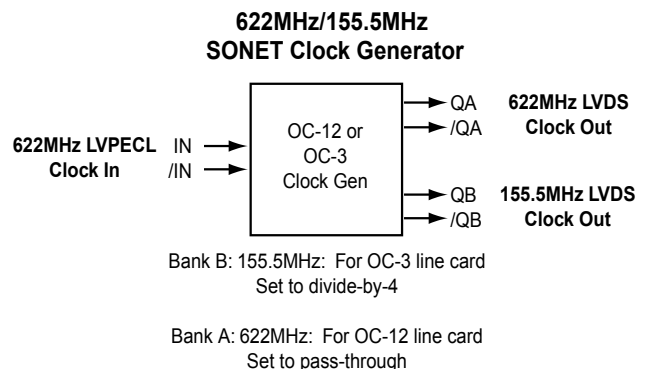 622MHz/155.5MHz
SONET Clock Generator
622MHz LVPECL
Clock In
IN
/IN
OC-12 or
OC-3
Clock Gen
QA
/QA
622MHz LVDS
Clock Out
QB
/QB
155.5MHz LVDS
Clock Out
Bank B: 155.5MHz: For OC-3 line card
Set to divide-by-4
Bank A: 622MHz: For OC-12 line card
Set to pass-through